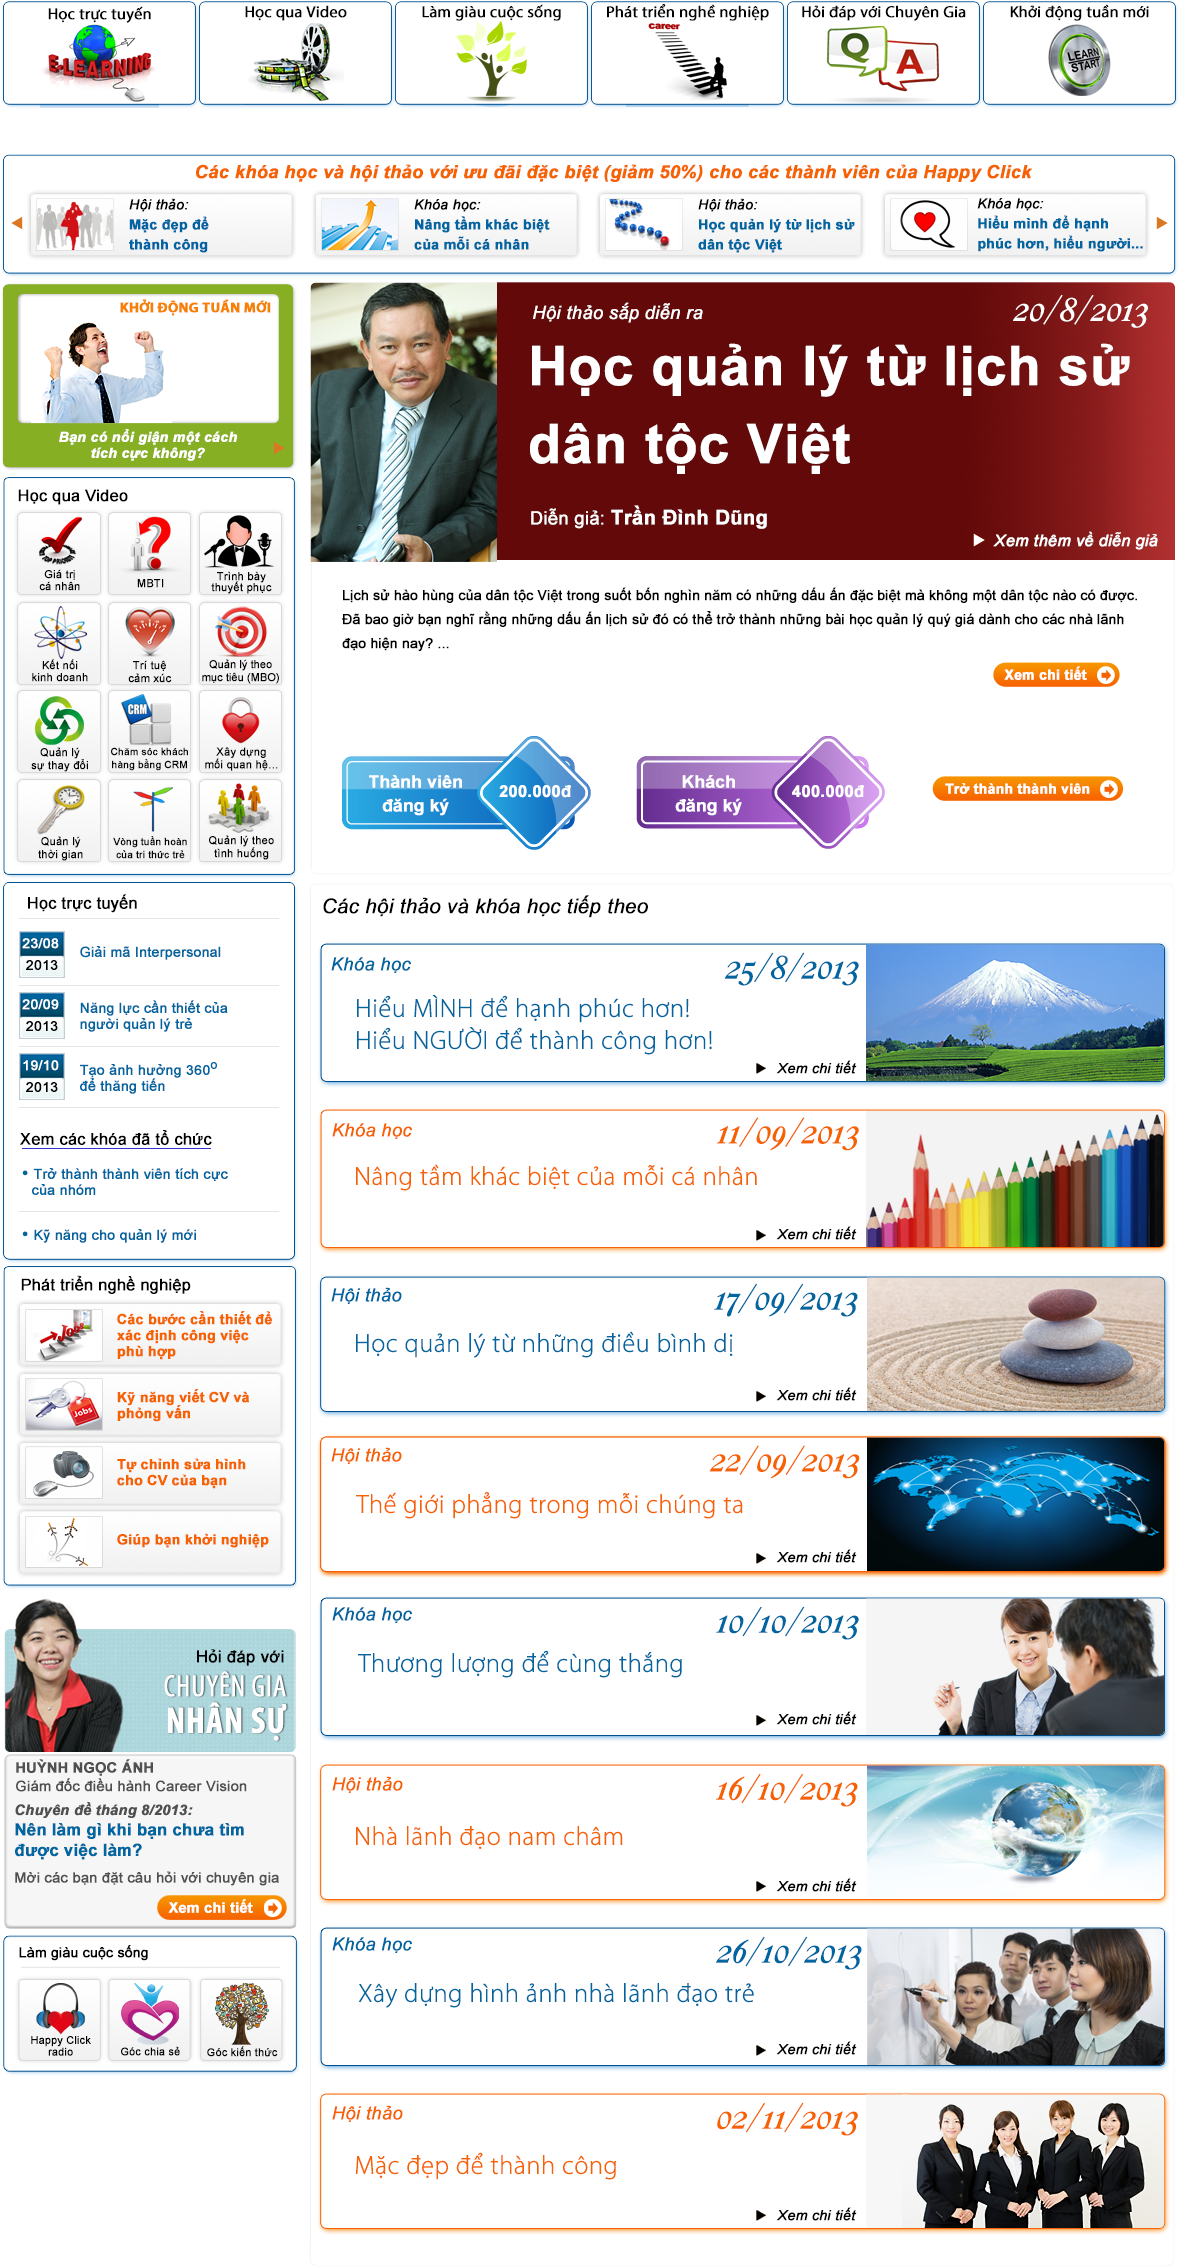 Học trực tuyến
Học qua Video
Làm giàu cuộc sống
Phát triển nghề nghiệp
Hỏi đáp với Chuyên Gia
Khởi động tuần mới
E-LEARNING
career
Q
A
LEARN
START
Các khóa học và hội thảo với ưu đãi đặc biệt (giảm 50%) cho các thành viên của Happy Click
Hội thảo:
Mặc đẹp để
thành công
Khóa học:
Nâng tầm khác biệt
của mỗi cá nhân
Hội thảo:
Học quản lý từ lịch sử
dân tộc Việt
Khóa học:
Hiểu mình để hạnh
phúc hơn, hiểu người...
KHỞI ĐỘNG TUẦN MỚI
Bạn có nổi giận một cách
tích cực không?
Học qua Video
TOP PRIORITY
Giá trị
cá nhân
MBTI
Trình bày
thuyết phục
Kết nối
kinh doanh
Trí tuệ
cảm xúc
Quản lý theo
mục tiêu (MBO)
Quản lý
sự thay đổi
CRM
Chăm sóc khách
hàng bằng CRM
Xây dựng
mối quan hệ...
Quản lý
thời gian
Vòng tuần hoàn
của tri thức trẻ
Quản lý theo
tình huống
Học trực tuyến
23/08
2013
Giải mã Interpersonal
20/09
2013
Năng lực cần thiết của
người quản lý trẻ
19/10
2013
Tạo ảnh hưởng 360o
để thăng tiến
Xem các khóa đã tổ chức
• Trở thành thành viên tích cực
của nhóm
• Kỹ năng cho quản lý mới
Phát triển nghề nghiệp
Job
Các bước cần thiết để
xác định công việc
phù hợp
Jobs
Kỹ năng viết CV và
phỏng vấn
Tự chỉnh sửa hình
cho CV của bạn
Giúp bạn khởi nghiệp
Hỏi đáp với
CHUYÊN GIA
NHÂN SỰ
HUỲNH NGỌC ÁNH
Giám đốc điều hành Career Vision
Chuyên đề tháng 8/2013:
Nên làm gì khi bạn chưa tìm
được việc làm?
Mời các bạn đặt câu hỏi với chuyên gia
Xem chi tiết
Làm giàu cuộc sống
Happy Click
radio
Góc chia sẻ
Góc kiến thức
Hội thảo sắp diễn ra
20/8/2013
Học quản lý từ lịch sử
dân tộc Việt
Diễn giả: Trần Đình Dũng
Xem thêm về diễn giả
Lịch sử hào hùng của dân tộc Việt trong suốt bốn nghìn năm có những dấu ấn đặc biệt mà không một dân tộc nào có được.
Đã bao giờ bạn nghĩ rằng những dấu ấn lịch sử đó có thể trở thành những bài học quản lý quý giá dành cho các nhà lãnh
đạo hiện nay? ...
Xem chi tiết
Thành viên
đăng ký
200.000đ
Khách
đăng ký
400.000đ
Trở thành thành viên
Các hội thảo và khóa học tiếp theo
Khóa học
25/8/2013
Hiểu MÌNH để hạnh phúc hơn!
Hiểu NGƯỜI để thành công hơn!
Xem chi tiết
Khóa học
11/09/2013
Nâng tầm khác biệt của mỗi cá nhân
Xem chi tiết
Hội thảo
17/09/2013
Học quản lý từ những điều bình dị
Xem chi tiết
Hội thảo
22/09/2013
Thế giới phẳng trong mỗi chúng ta
Xem chi tiết
Khóa học
10/10/2013
Thương lượng để cùng thắng
Xem chi tiết
Hội thảo
16/10/2013
Nhà lãnh đạo nam châm
Xem chi tiết
Khóa học
26/10/2013
Xây dựng hình ảnh nhà lãnh đạo trẻ
Xem chi tiết
Hội thảo
02/11/2013
Mặc đẹp để thành công
Xem chi tiết